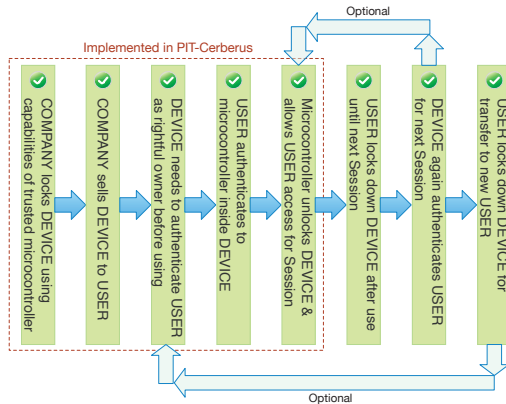 Optional
Implemented in PIT-Cerberus
COMPANY locks DEVICE using
capabilities of trusted microcontroller
COMPANY sells DEVICE to USER
DEVICE needs to authenticate USER
as rightful owner before using
USER authenticates to
microcontroller inside DEVICE
Microcontroller unlocks DEVICE &
allows USER access for Session
USER locks down DEVICE after use
until next Session
DEVICE again authenticates USER
for next Session
USER locks down DEVICE for
transfer to new USER
Optional